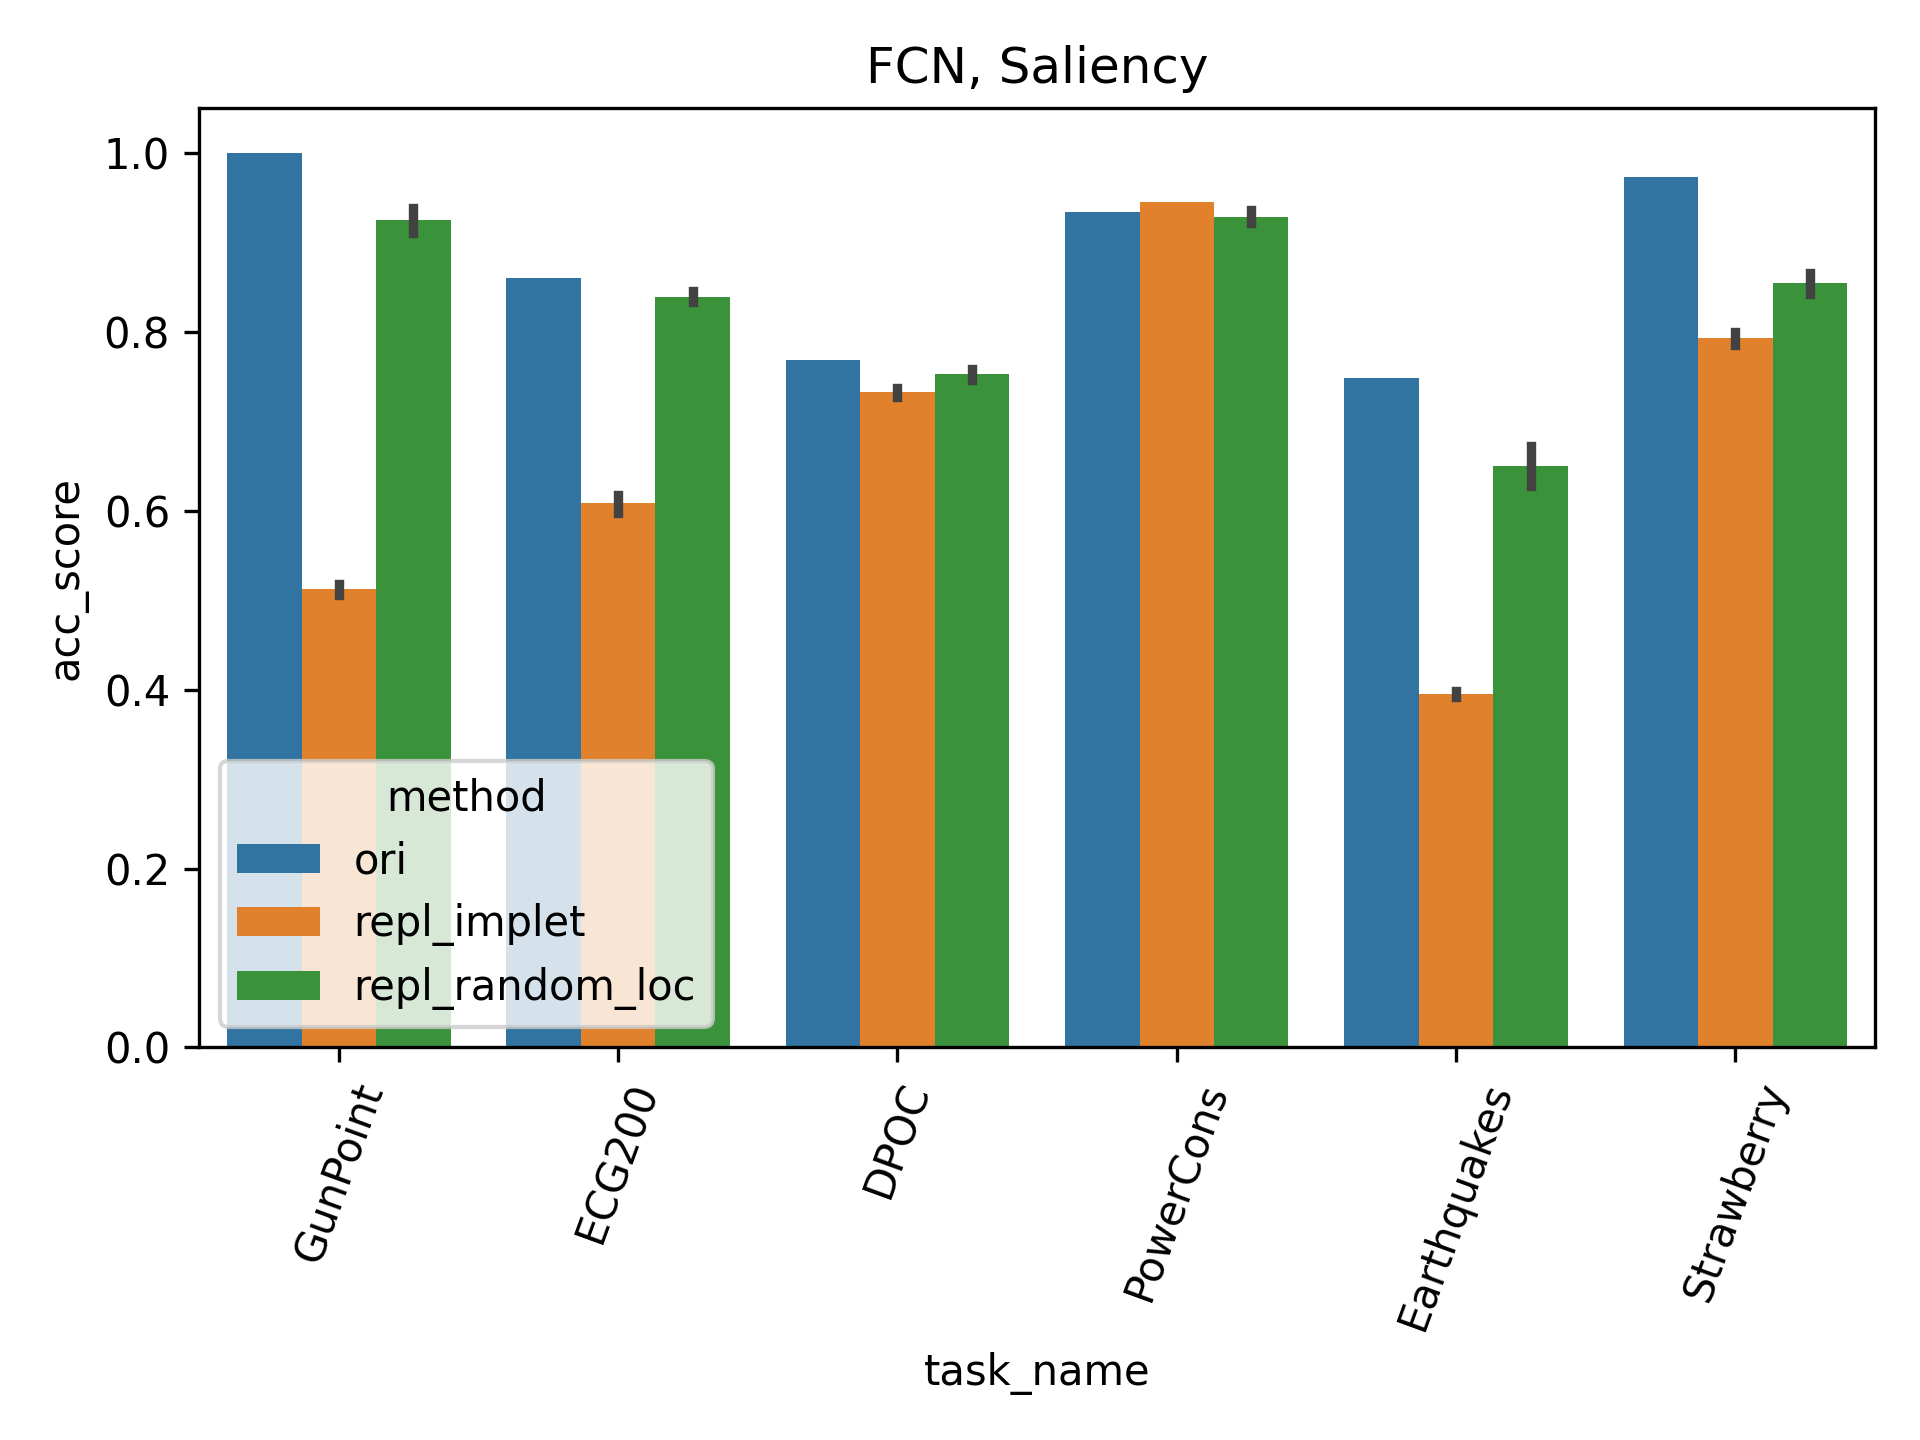 FCN, Saliency
acc_score
1.0
0.8
0.6
0.4
0.2
0.0
method
ori
repl_implet
repl_random_loc
GunPoint
ECG200
DPOC
PowerCons
Earthquakes
Strawberry
task_name